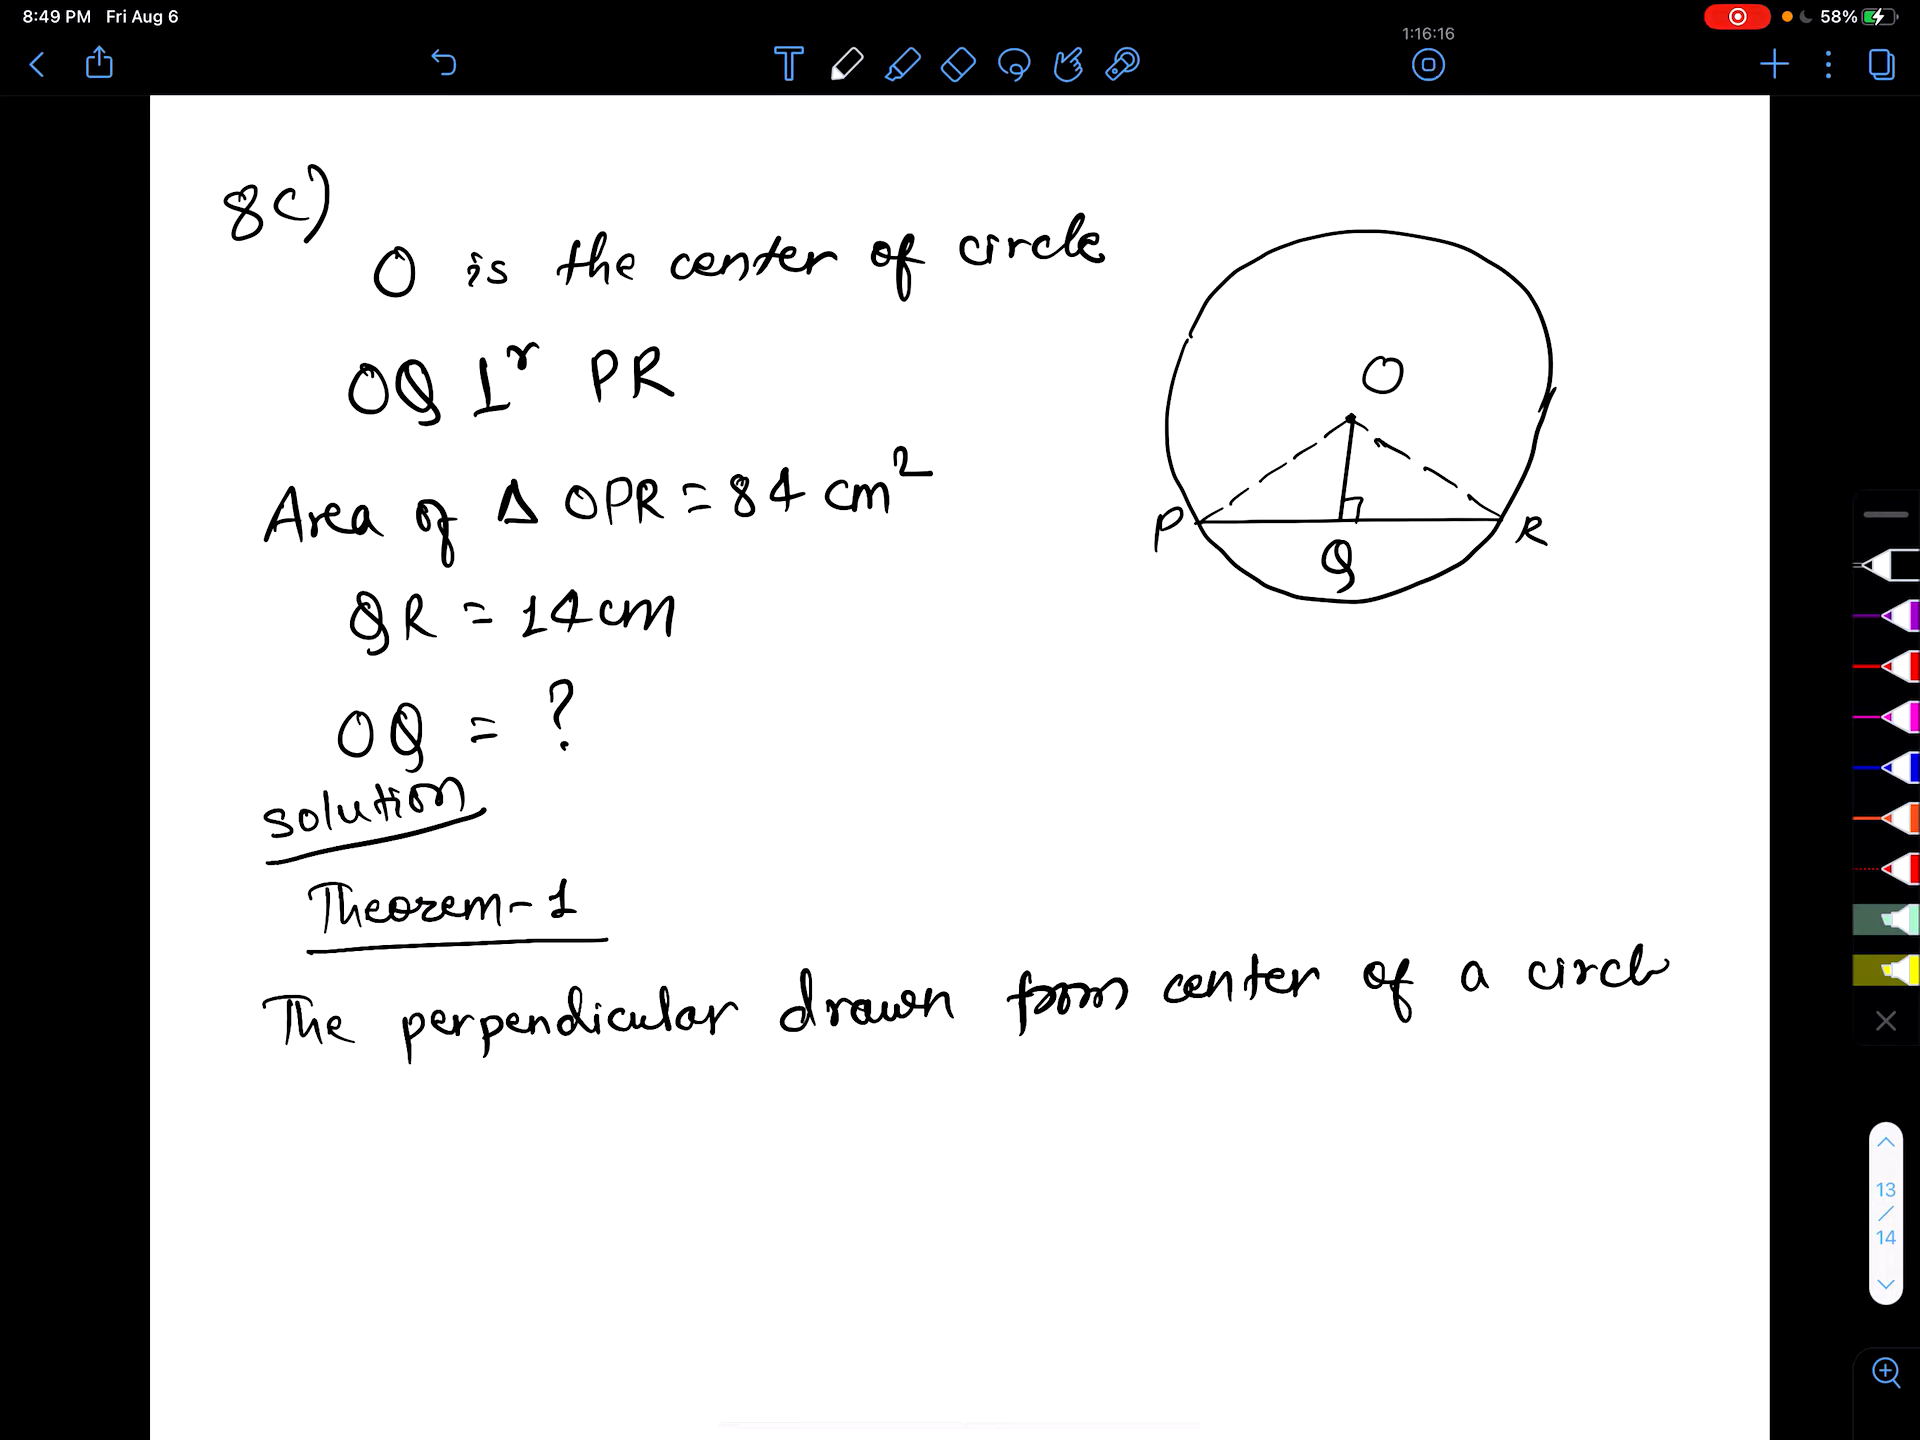 8:49 PM Fri Aug 6
58%
1:16:16
T
8c)
O is the center of circle
OQ ⊥ʳ PR
Area of Δ OPR = 84 cm²
QR = 14cm
OQ = ?
solution
Theorem-1
The perpendicular drawn from center of a circle
O
P
Q
R
13
/
14